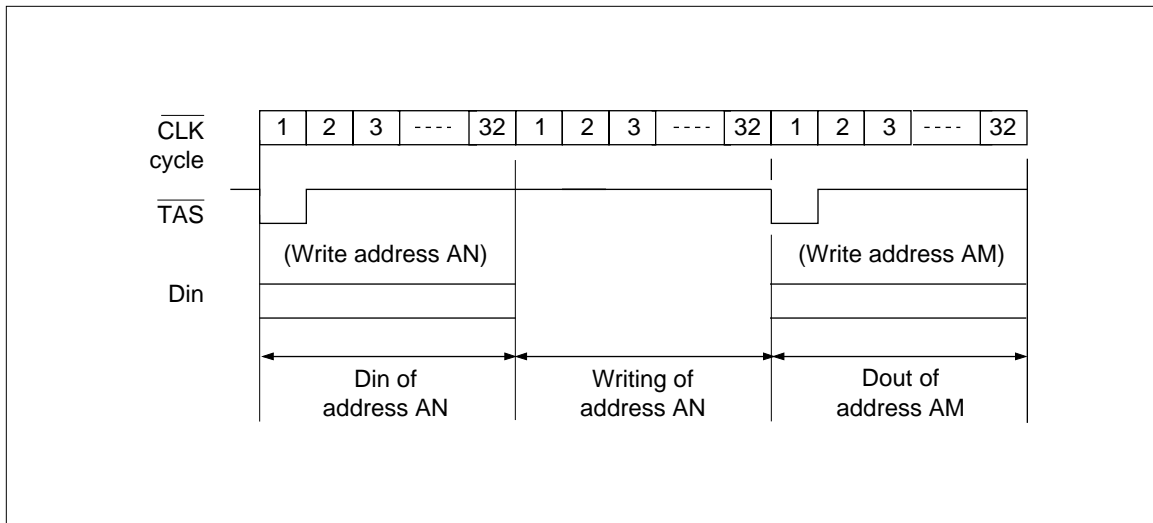 CLK 1 2 3 ---- 32 1 2 3 ---- 32 1 2 3 ---- 32
cycle
TAS
(Write address AN) (Write address AM)
Din
Din of Writing of Dout of
address AN address AN address AM